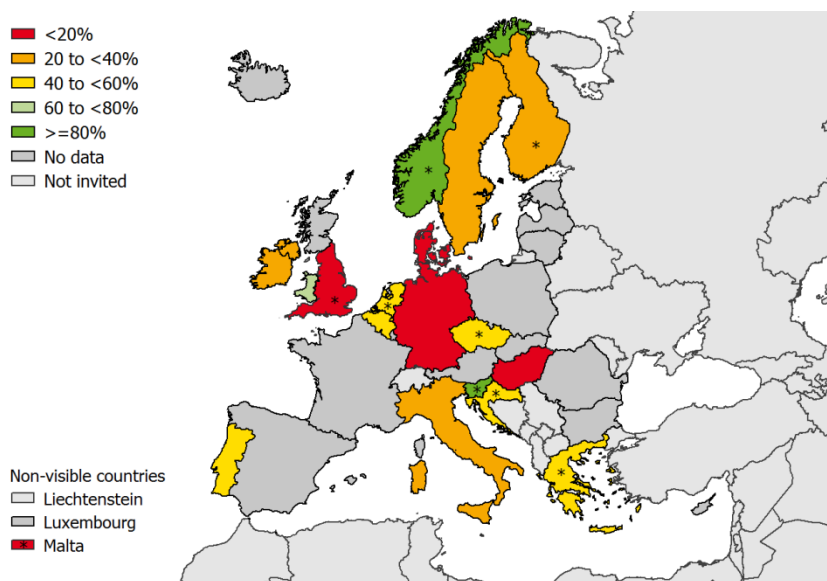 <20%
20 to <40%
40 to <60%
60 to <80%
>=80%
No data
Not invited
Non-visible countries
Liechtenstein
Luxembourg
* Malta